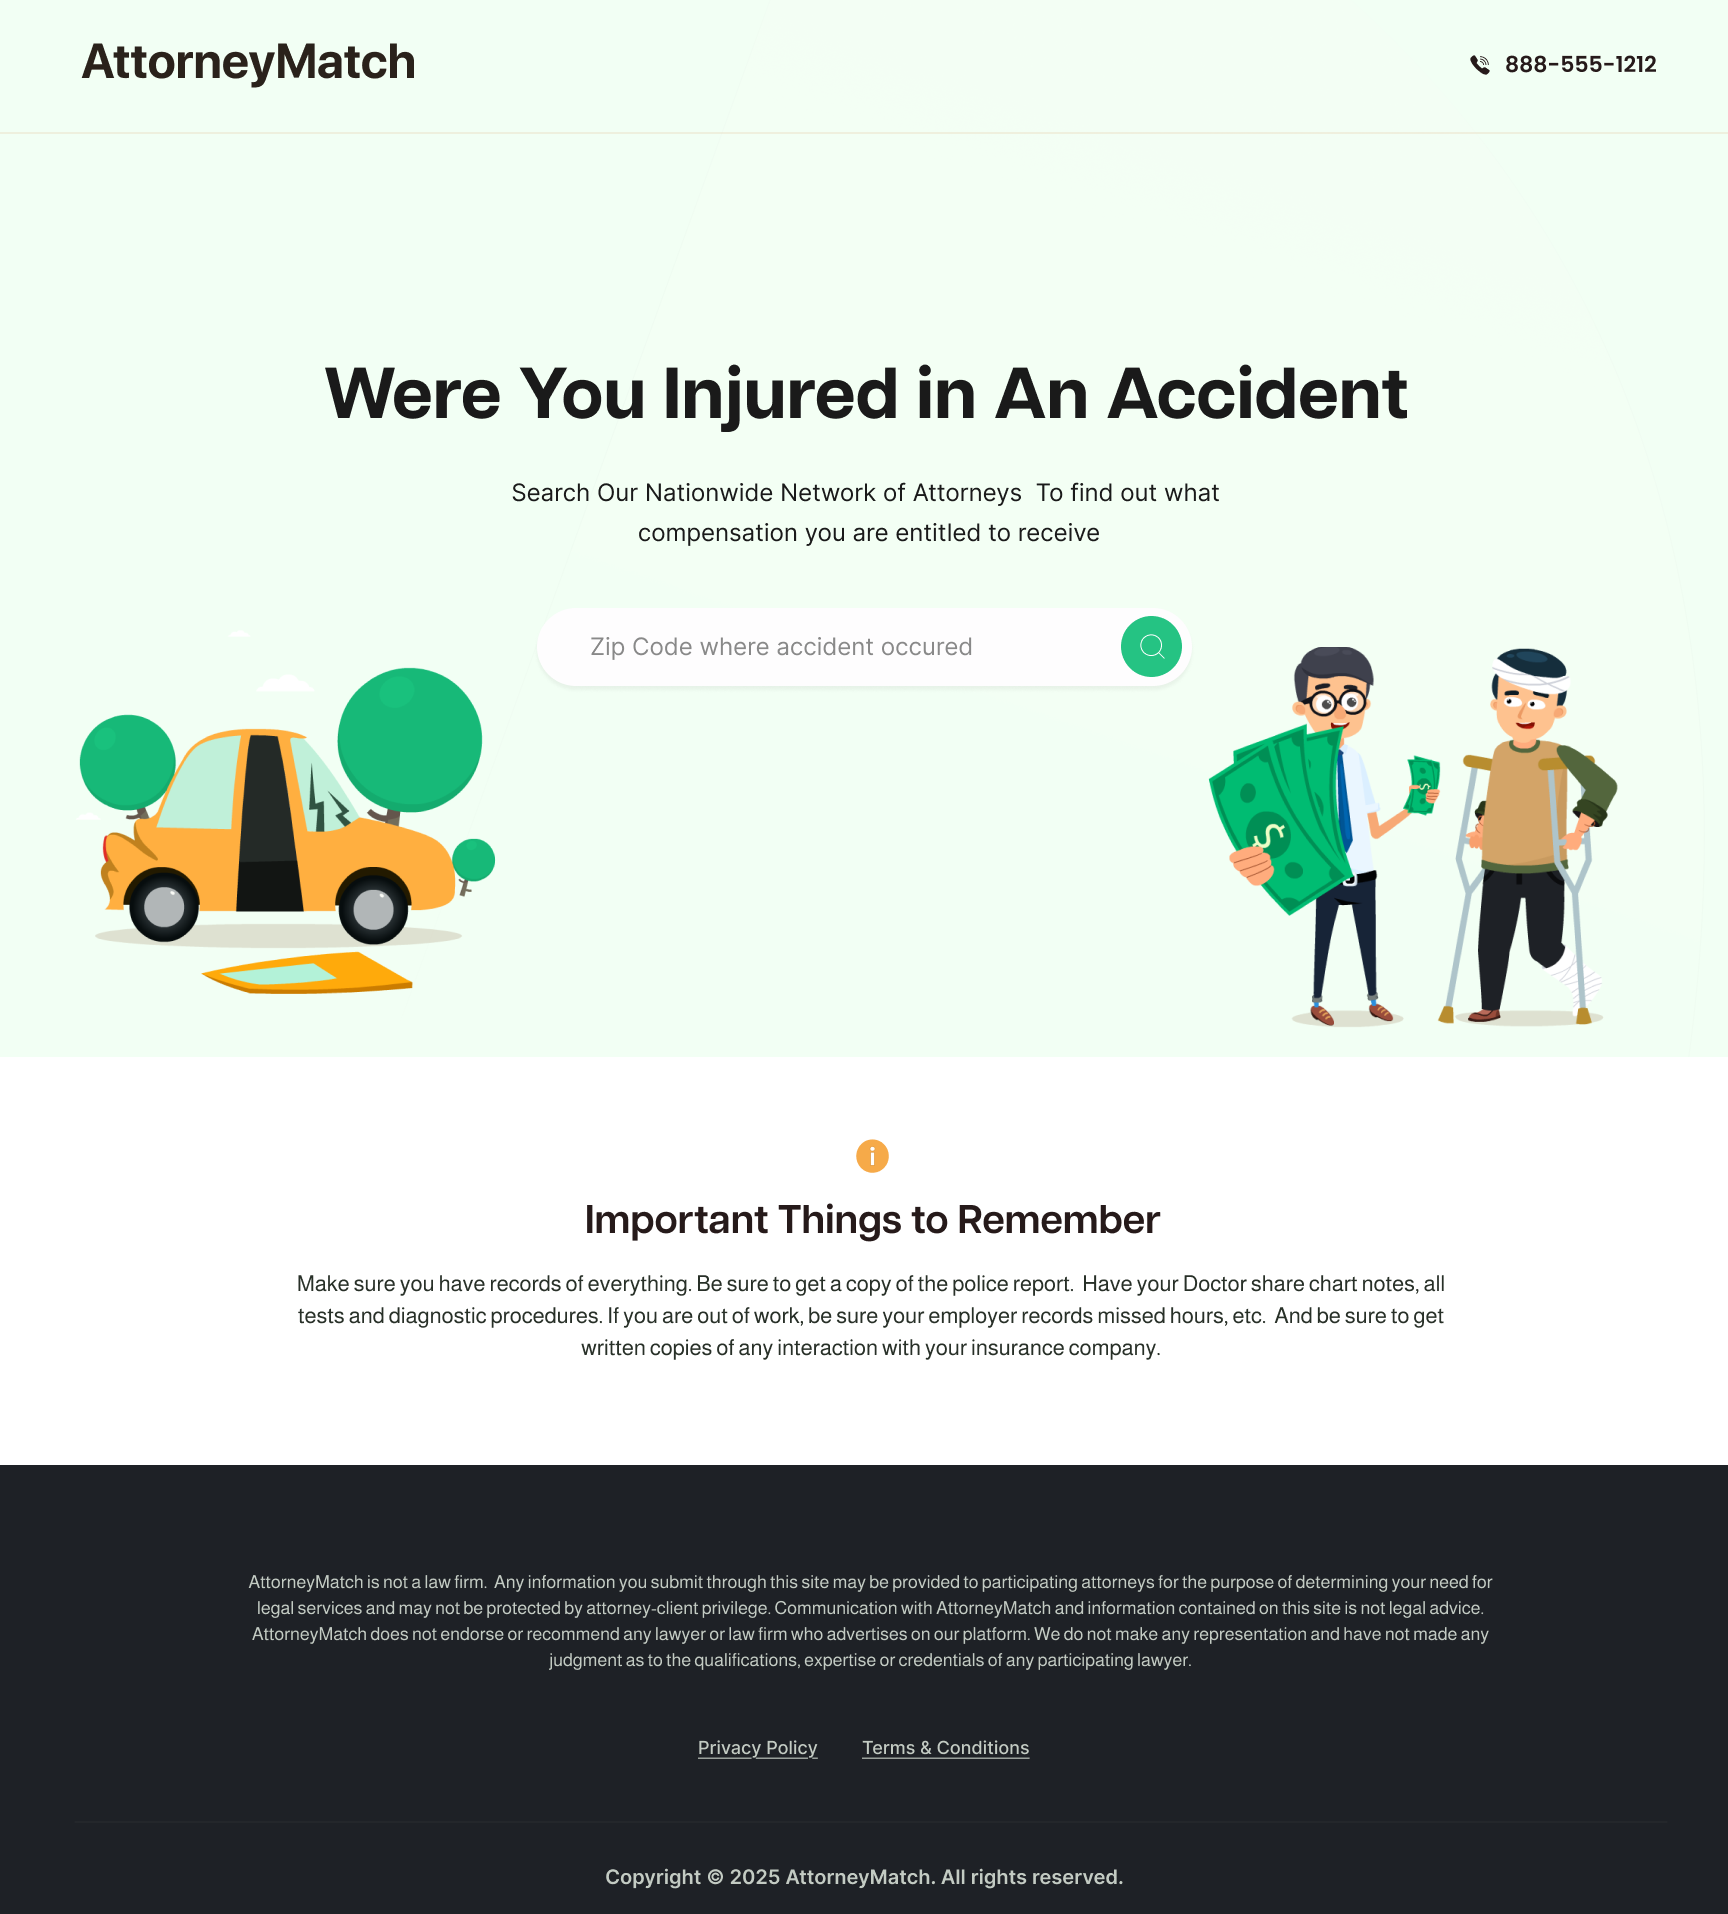 AttorneyMatch
888-555-1212
Were You Injured in An Accident
Search Our Nationwide Network of Attorneys  To find out what
compensation you are entitled to receive
Zip Code where accident occured
$
$
i
Important Things to Remember
Make sure you have records of everything. Be sure to get a copy of the police report.  Have your Doctor share chart notes, all
tests and diagnostic procedures. If you are out of work, be sure your employer records missed hours, etc.  And be sure to get
written copies of any interaction with your insurance company.
AttorneyMatch is not a law firm.  Any information you submit through this site may be provided to participating attorneys for the purpose of determining your need for
legal services and may not be protected by attorney-client privilege. Communication with AttorneyMatch and information contained on this site is not legal advice.
AttorneyMatch does not endorse or recommend any lawyer or law firm who advertises on our platform. We do not make any representation and have not made any
judgment as to the qualifications, expertise or credentials of any participating lawyer.
Privacy Policy    Terms & Conditions
Copyright © 2025 AttorneyMatch. All rights reserved.